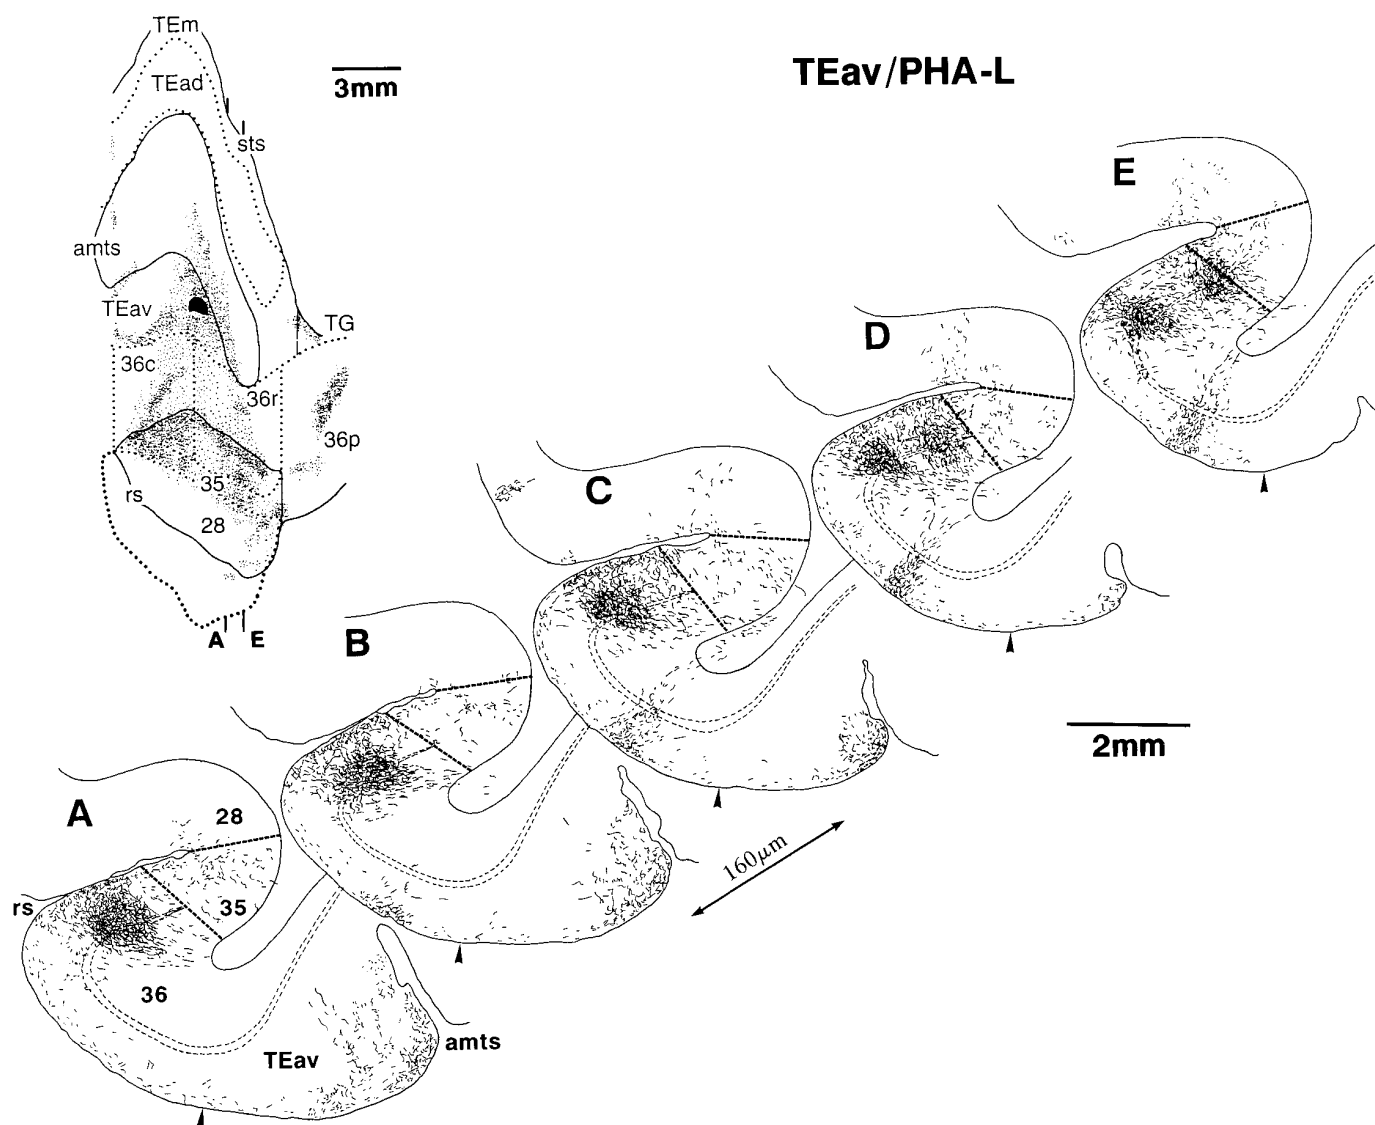 TEm
TEad
3mm
sts
amts
TEav
TG
36c
36r
36p
rs
35
28
A
E
TEav/PHA-L
E
D
C
B
2mm
160μm
A
28
rs
35
36
TEav
amts